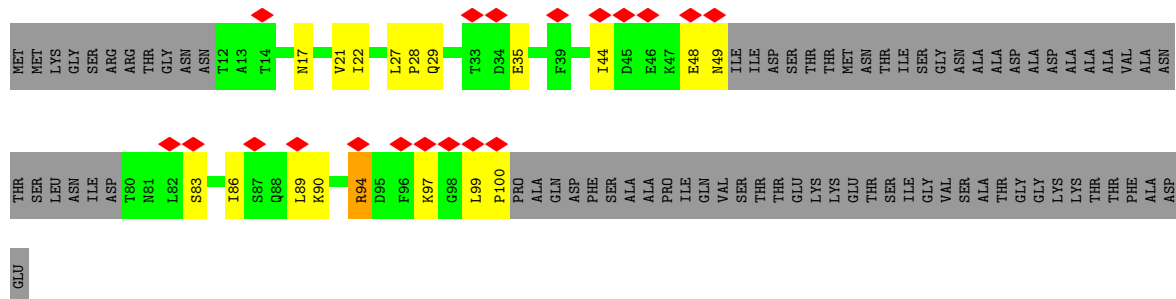 MET MET LYS GLY SER ARG ARG THR GLY ASN ASN T12 A13 T14 N17 V21 I22 L27 P28 Q29 T33 D34 E35 F39 I44 D45 E46 K47 E48 N49 ILE ILE ASP SER THR THR MET ASN THR ILE SER GLY ASN ALA ALA ASP ALA ASP ALA ALA ALA VAL ALA ASN
THR SER LEU ASN ILE ASP T80 N81 L82 S83 I86 S87 Q88 L89 K90 R94 D95 F96 K97 G98 L99 P100 PRO ALA GLN ASP PHE SER ALA ALA PRO ILE GLN VAL SER THR THR GLU LYS LYS GLU THR SER ILE GLY VAL SER ALA THR GLY GLY LYS LYS THR THR PHE ALA ASP
GLU